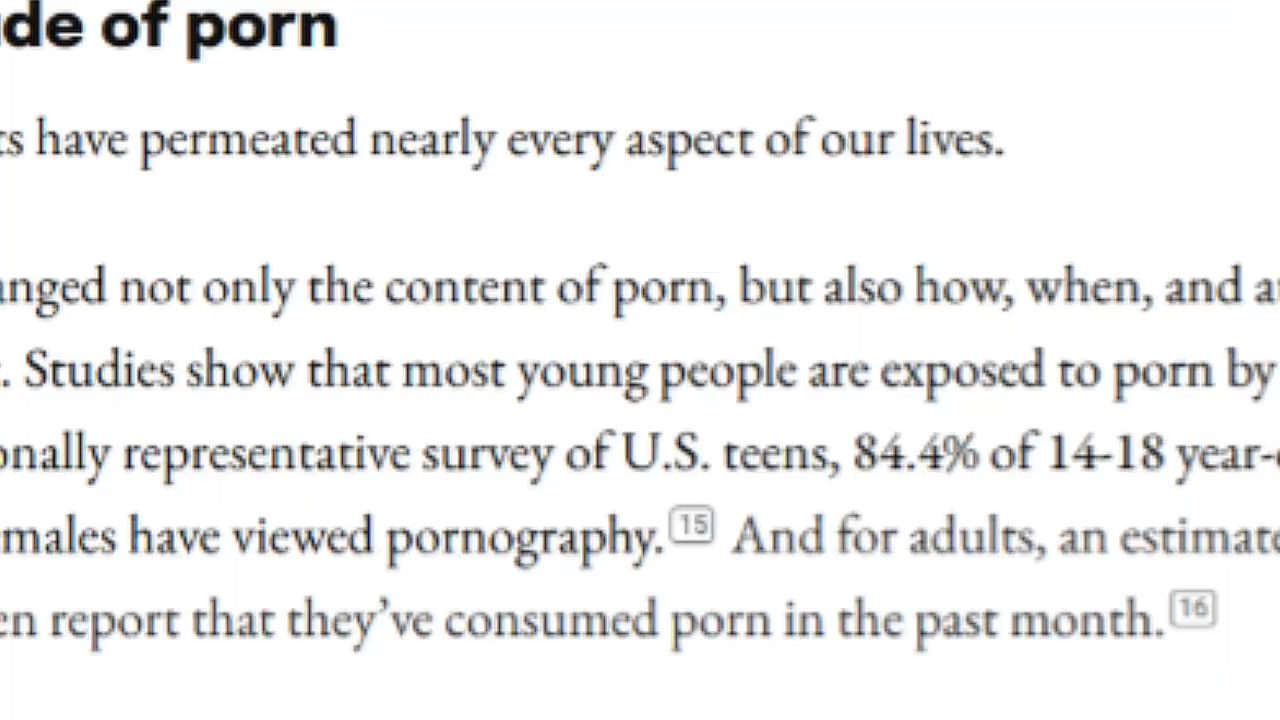 de of porn
ts have permeated nearly every aspect of our lives.
anged not only the content of porn, but also how, when, and a
. Studies show that most young people are exposed to porn by
onally representative survey of U.S. teens, 84.4% of 14-18 year-
males have viewed pornography. 15 And for adults, an estimate
en report that they've consumed porn in the past month. 16